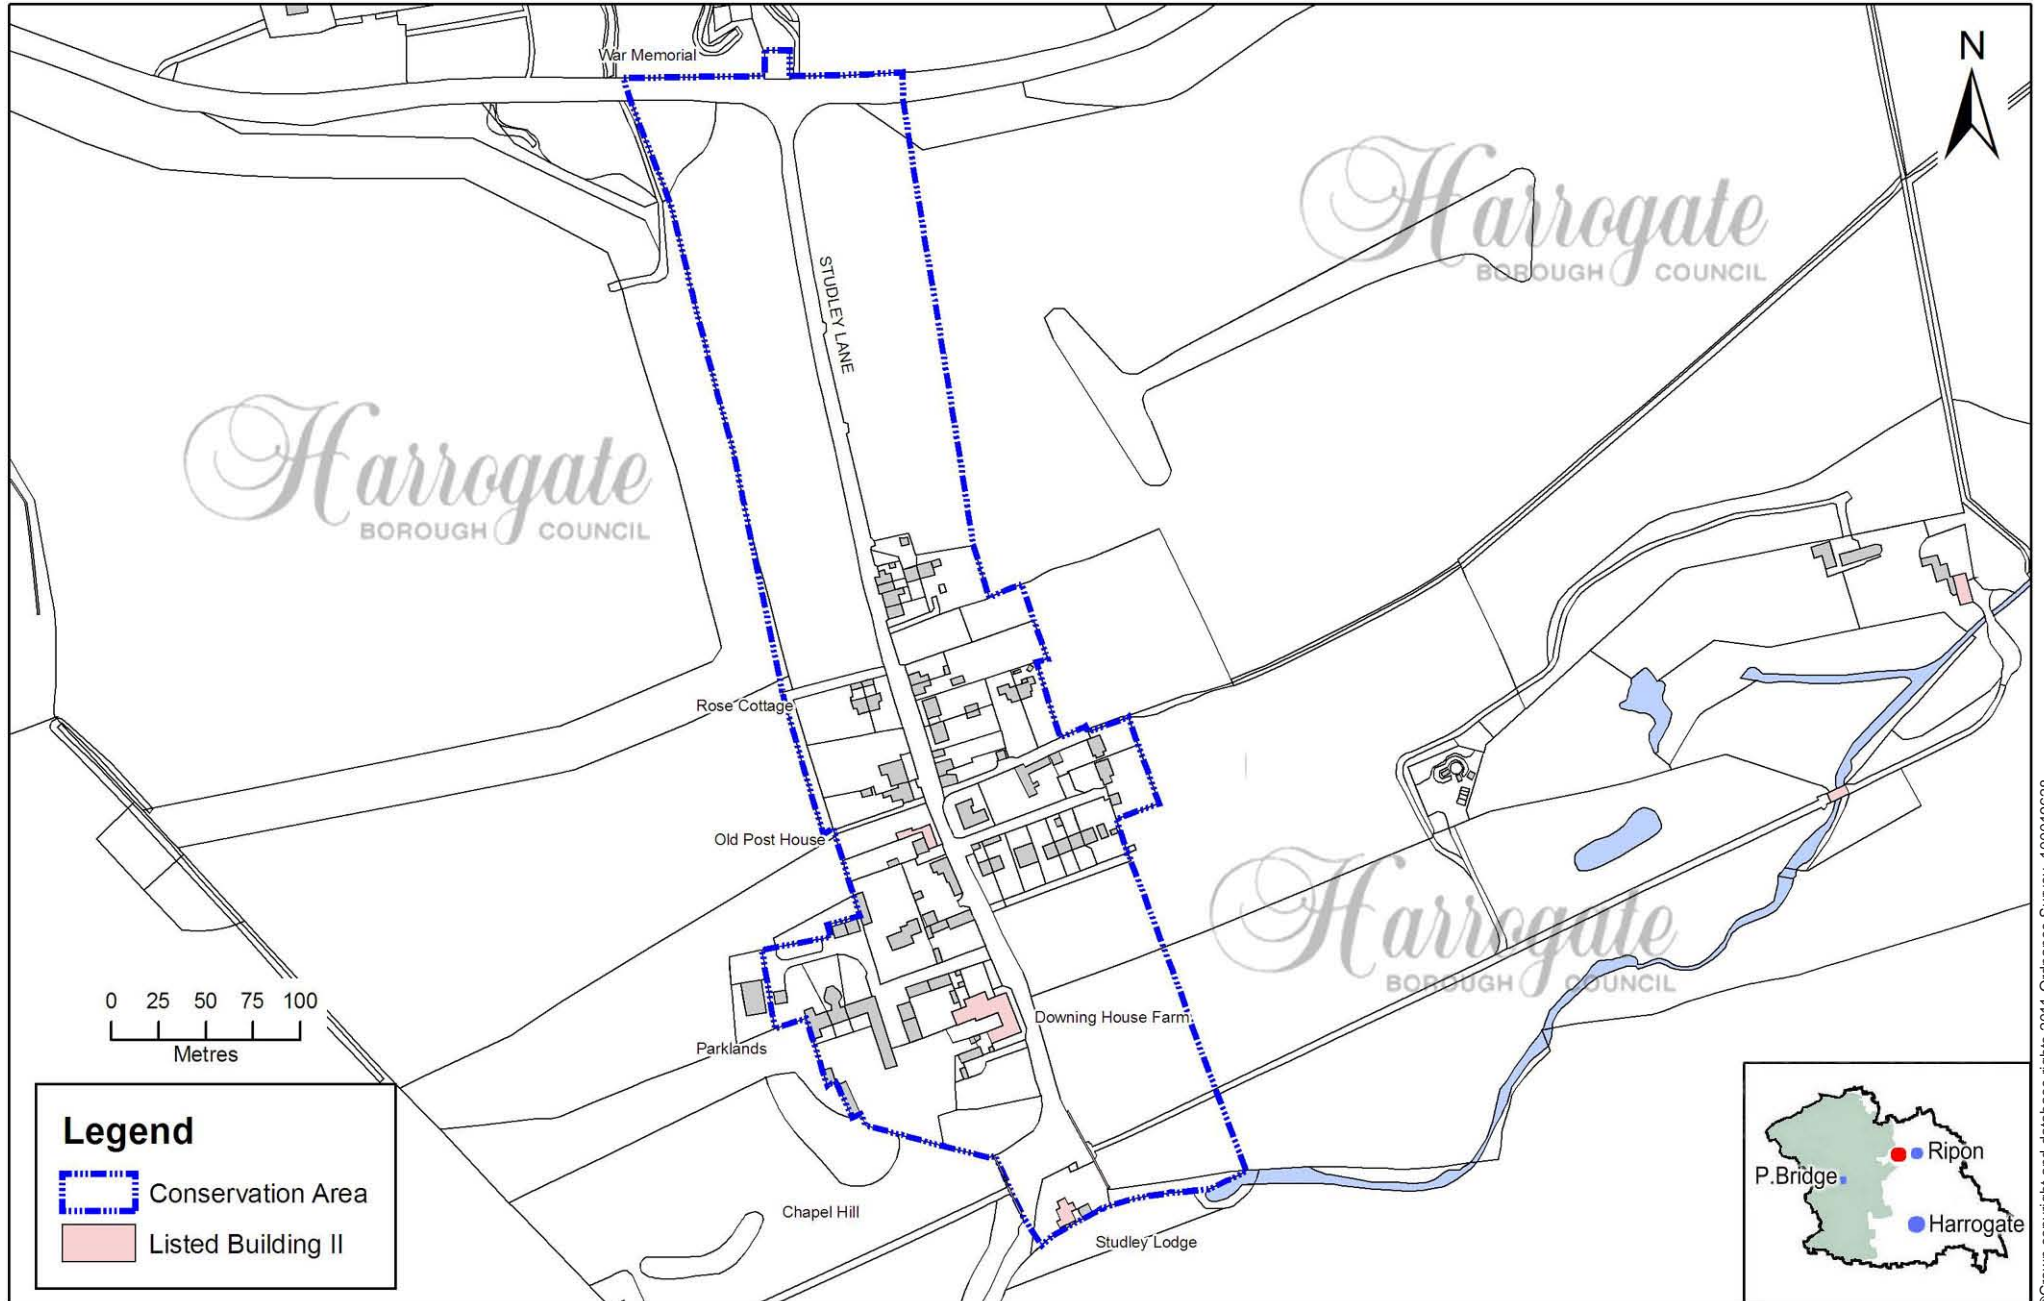 War Memorial
N
Harrogate
BOROUGH COUNCIL
STUDLEY LANE
Harrogate
BOROUGH COUNCIL
Rose Cottage
Old Post House
Harrogate
BOROUGH COUNCIL
0 25 50 75 100
Metres
Downing House Farm
Parklands
Legend
Conservation Area
Listed Building II
Chapel Hill
Studley Lodge
Ripon
P.Bridge
Harrogate